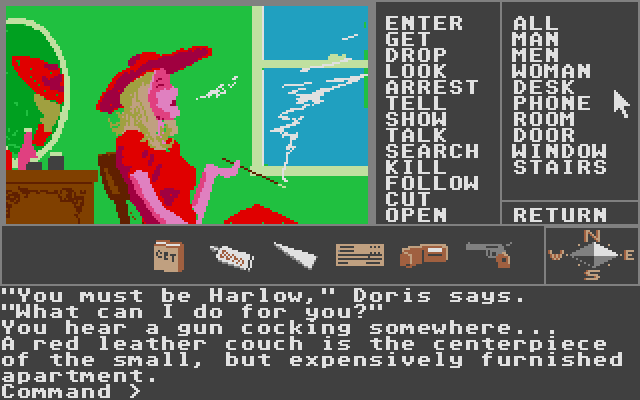 ENTER
GET
DROP
LOOK
ARREST
TELL
SHOW
TALK
SEARCH
KILL
FOLLOW
CUT
OPEN
ALL
MAN
MEN
WOMAN
DESK
PHONE
ROOM
DOOR
WINDOW
STAIRS
RETURN
GET
N
W E
S
"You must be Harlow," Doris says.
"What can I do for you?"
You hear a gun cocking somewhere...
A red leather couch is the centerpiece
of the small, but expensively furnished
apartment.
Command >